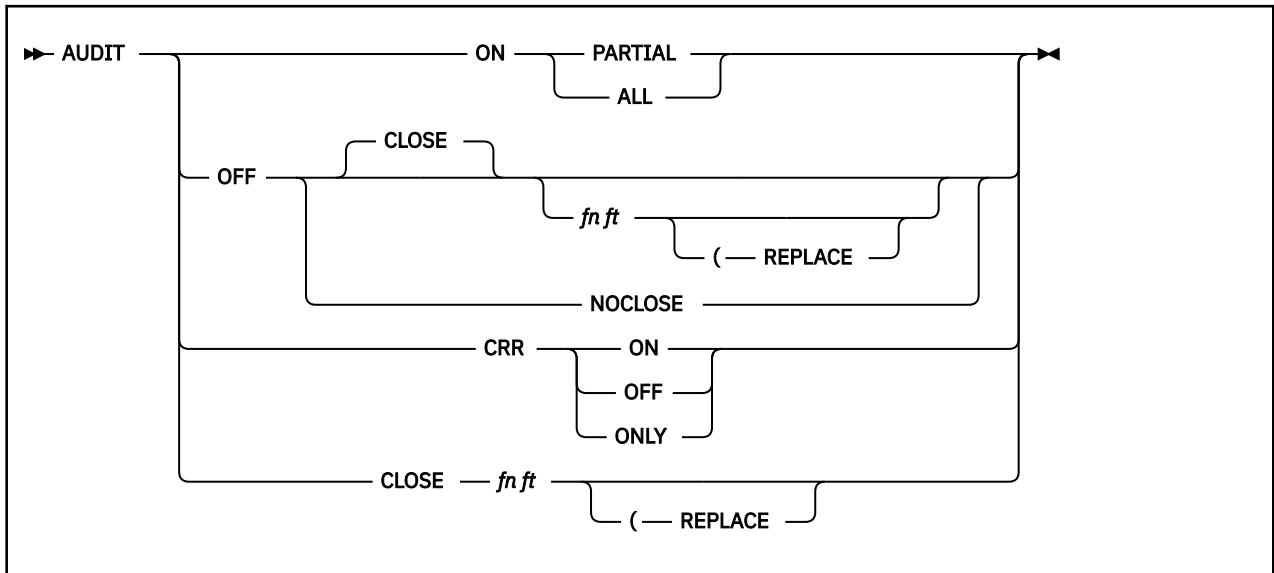 AUDIT ON PARTIAL
ALL
CLOSE
OFF
fn ft
( REPLACE
NOCLOSE
CRR ON
OFF
ONLY
CLOSE fn ft
( REPLACE